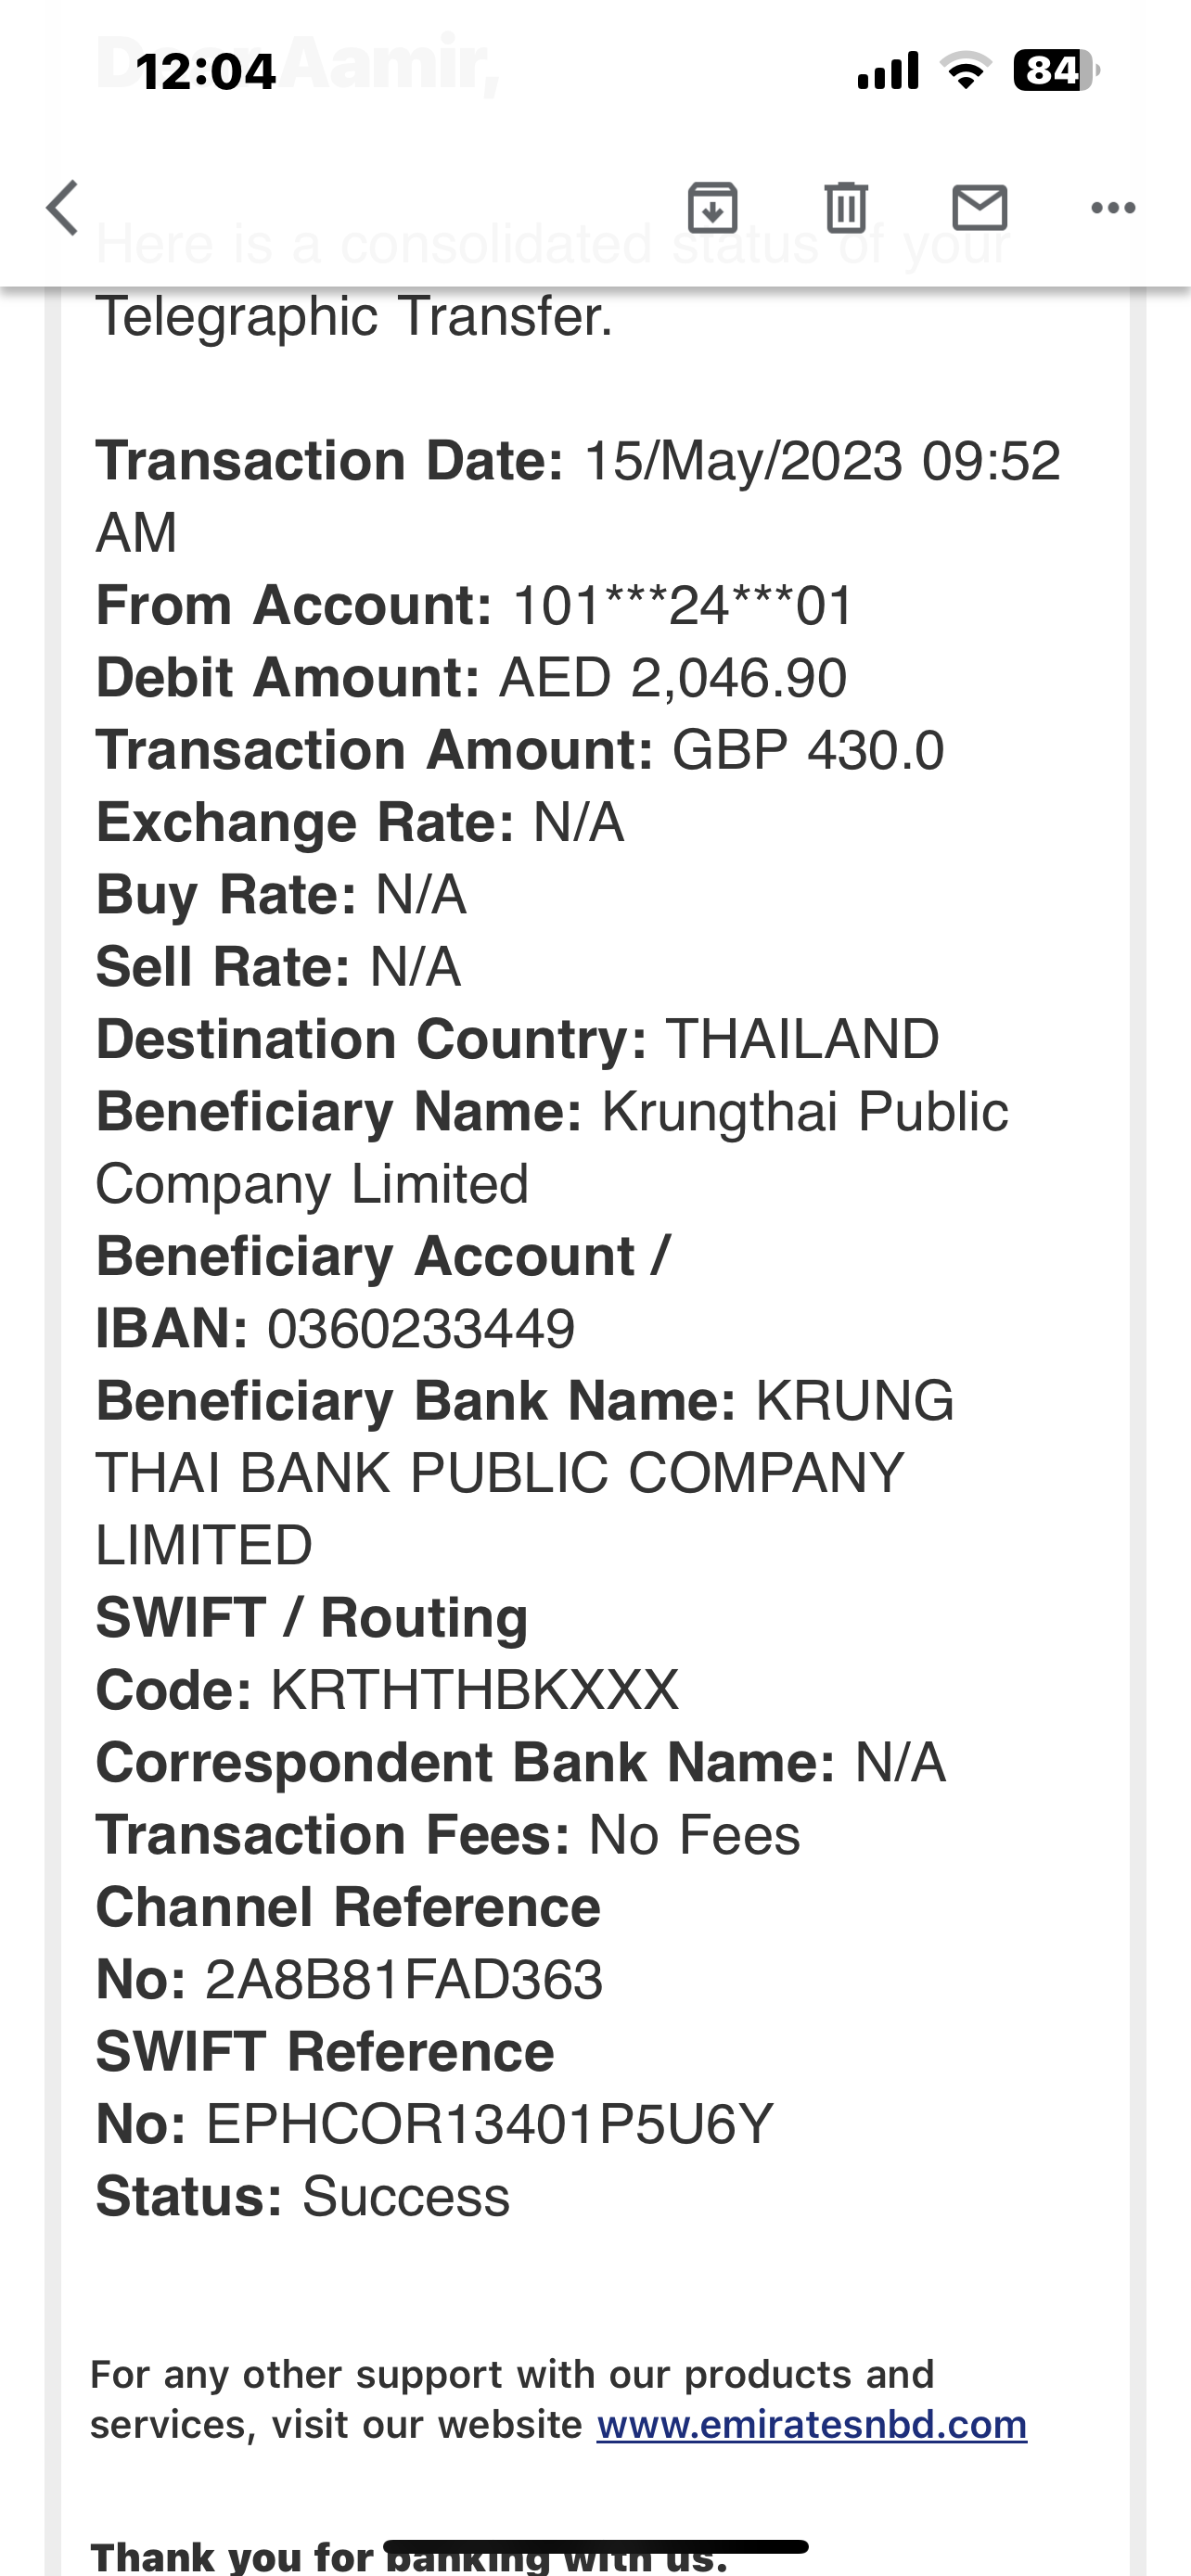 Dear Aamir,
12:04
84
Here is a consolidated status of your
Telegraphic Transfer.
Transaction Date: 15/May/2023 09:52
AM
From Account: 101***24***01
Debit Amount: AED 2,046.90
Transaction Amount: GBP 430.0
Exchange Rate: N/A
Buy Rate: N/A
Sell Rate: N/A
Destination Country: THAILAND
Beneficiary Name: Krungthai Public
Company Limited
Beneficiary Account /
IBAN: 0360233449
Beneficiary Bank Name: KRUNG
THAI BANK PUBLIC COMPANY
LIMITED
SWIFT / Routing
Code: KRTHTHBKXXX
Correspondent Bank Name: N/A
Transaction Fees: No Fees
Channel Reference
No: 2A8B81FAD363
SWIFT Reference
No: EPHCOR13401P5U6Y
Status: Success
For any other support with our products and
services, visit our website www.emiratesnbd.com
Thank you for banking with us.